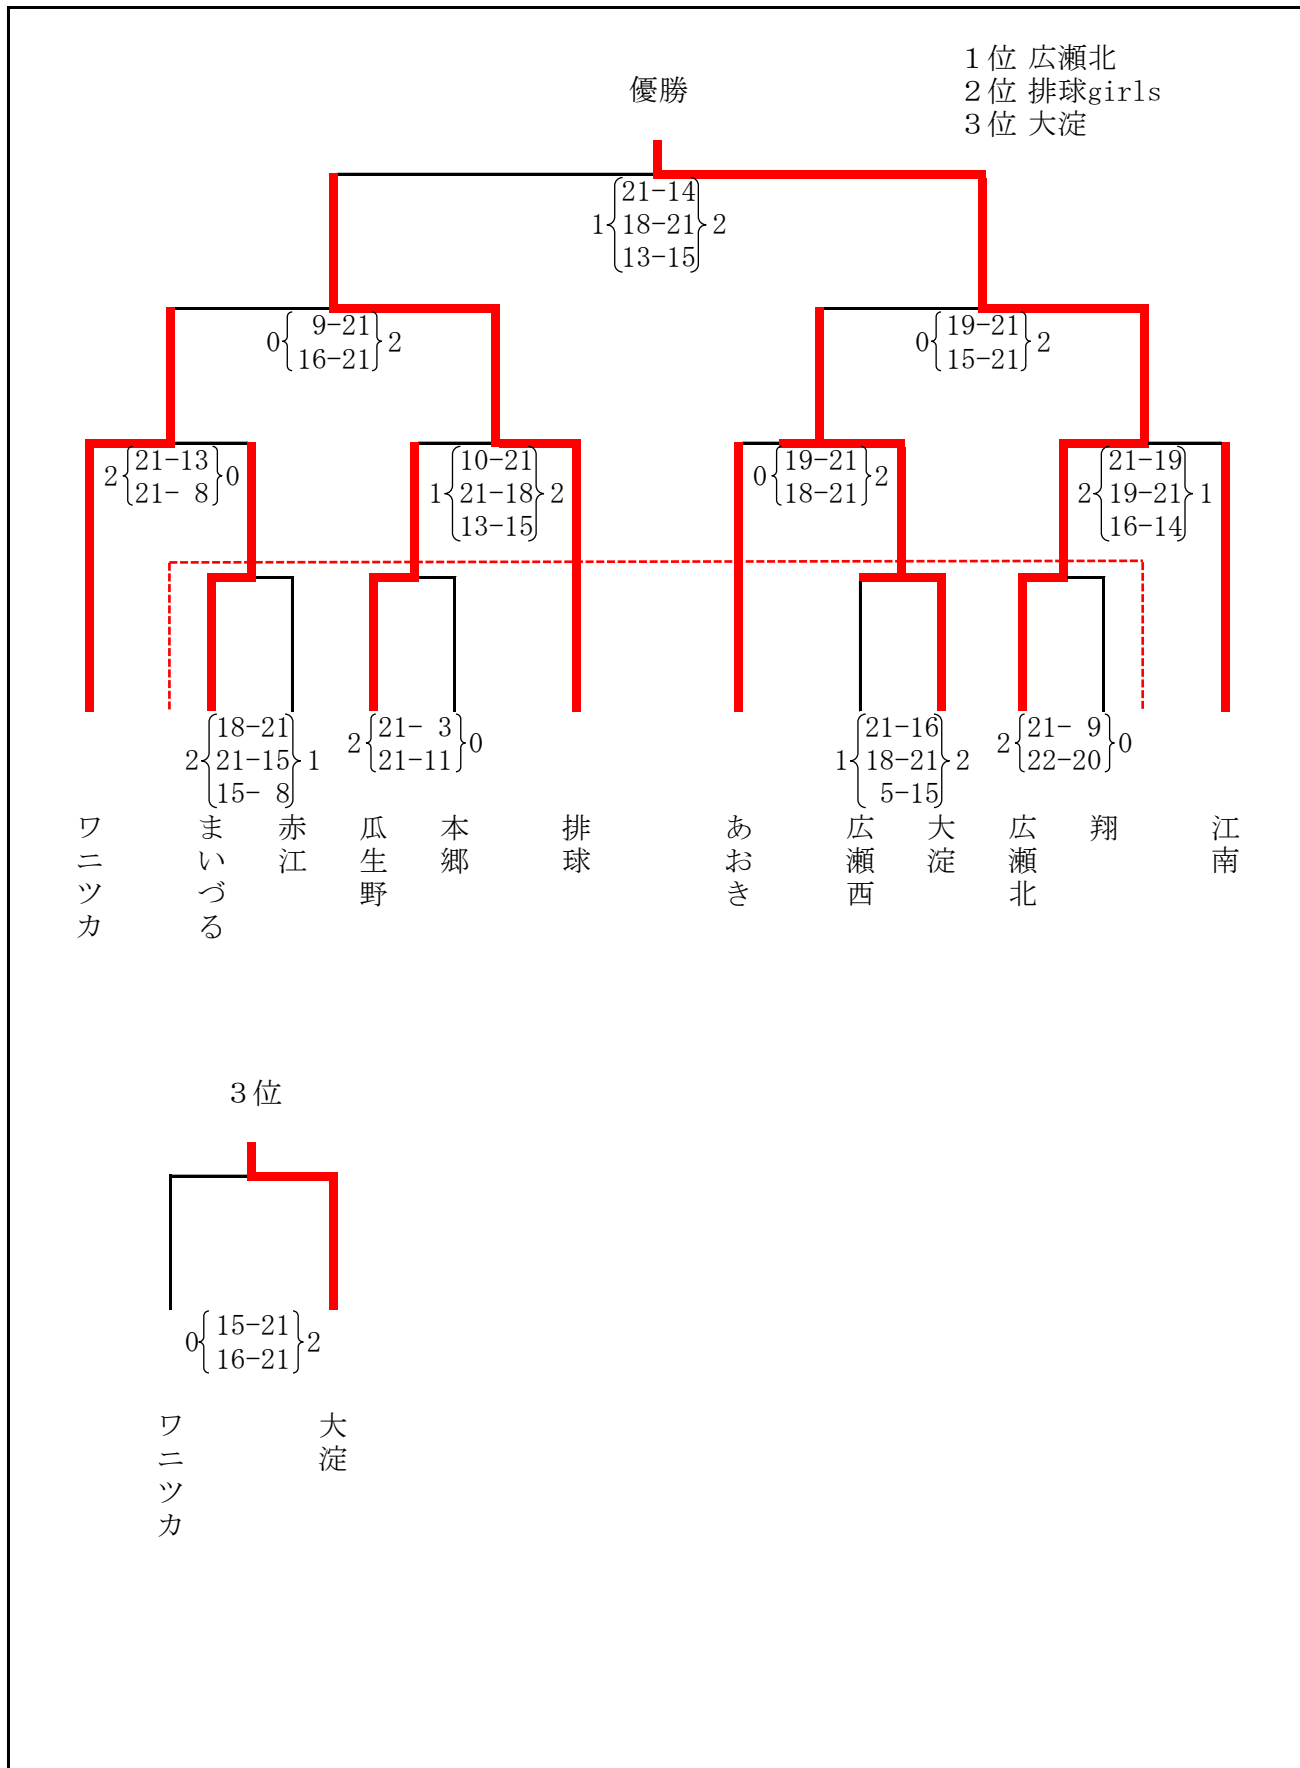 1位 広瀬北
優勝
2位 排球girls
3位 大淀
21-14
1 18-21 2
13-15
9-21
0 2
16-21
19-21
0 2
15-21
21-13
2 0
21- 8
10-21
1 21-18 2
13-15
19-21
0 2
18-21
21-19
2 19-21 1
16-14
18-21
2 21-15 1
15- 8
21- 3
2 0
21-11
21-16
1 18-21 2
5-15
21- 9
2 0
22-20
ワニツカ
まいづる
赤江
瓜生野
本郷
排球
あおき
広瀬西
大淀
広瀬北
翔
江南
3位
15-21
0 2
16-21
ワニツカ
大淀